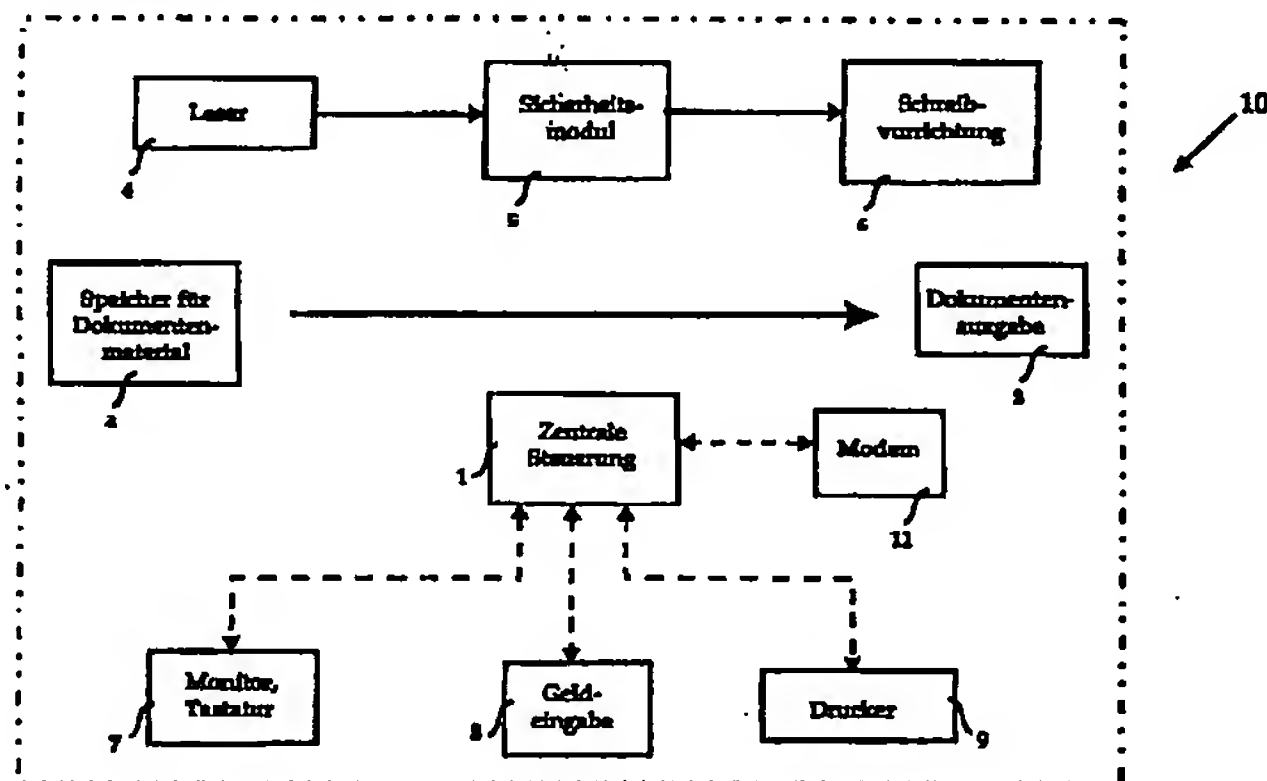 Laser
4
Sicherheits-
modul
5
Schreib-
vorrichtung
6
10
Speicher für
Dokumenten-
material
2
Dokumenten-
ausgabe
3
Zentrale
Steuerung
1
Modem
11
Monitor,
Tastatur
7
Geld-
eingabe
8
Drucker
9